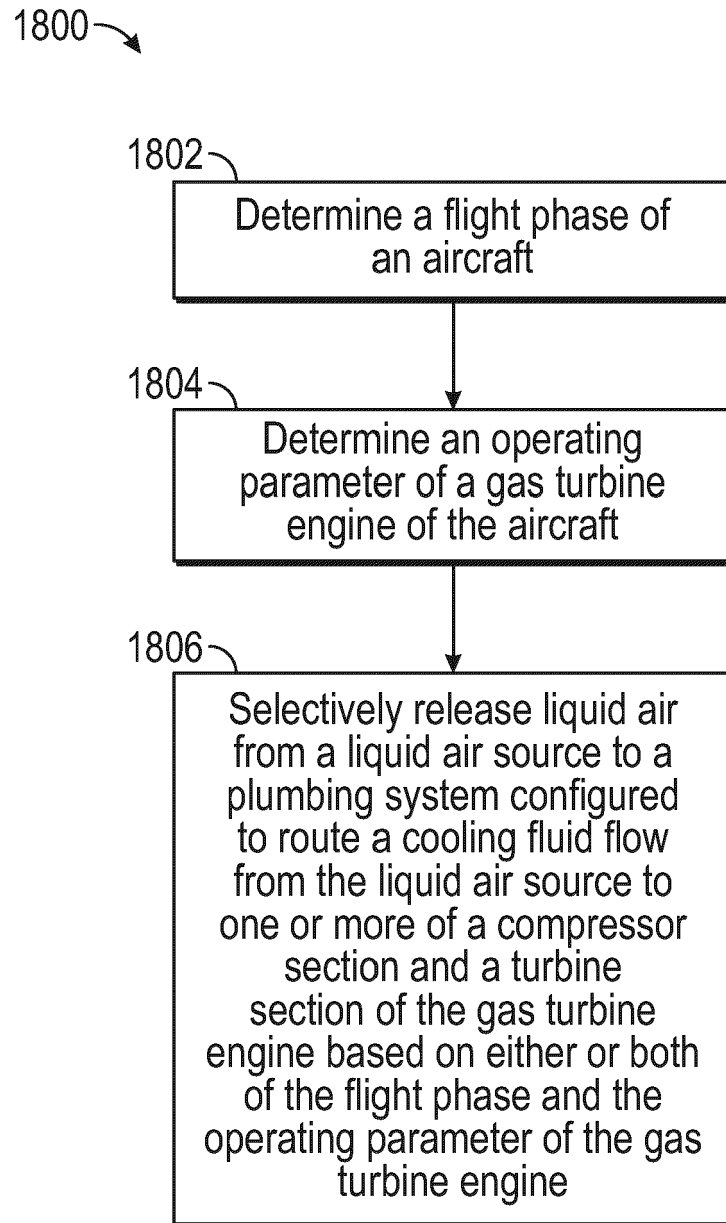 1800
1802
Determine a flight phase of
an aircraft
1804
Determine an operating
parameter of a gas turbine
engine of the aircraft
1806
Selectively release liquid air
from a liquid air source to a
plumbing system configured
to route a cooling fluid flow
from the liquid air source to
one or more of a compressor
section and a turbine
section of the gas turbine
engine based on either or both
of the flight phase and the
operating parameter of the gas
turbine engine